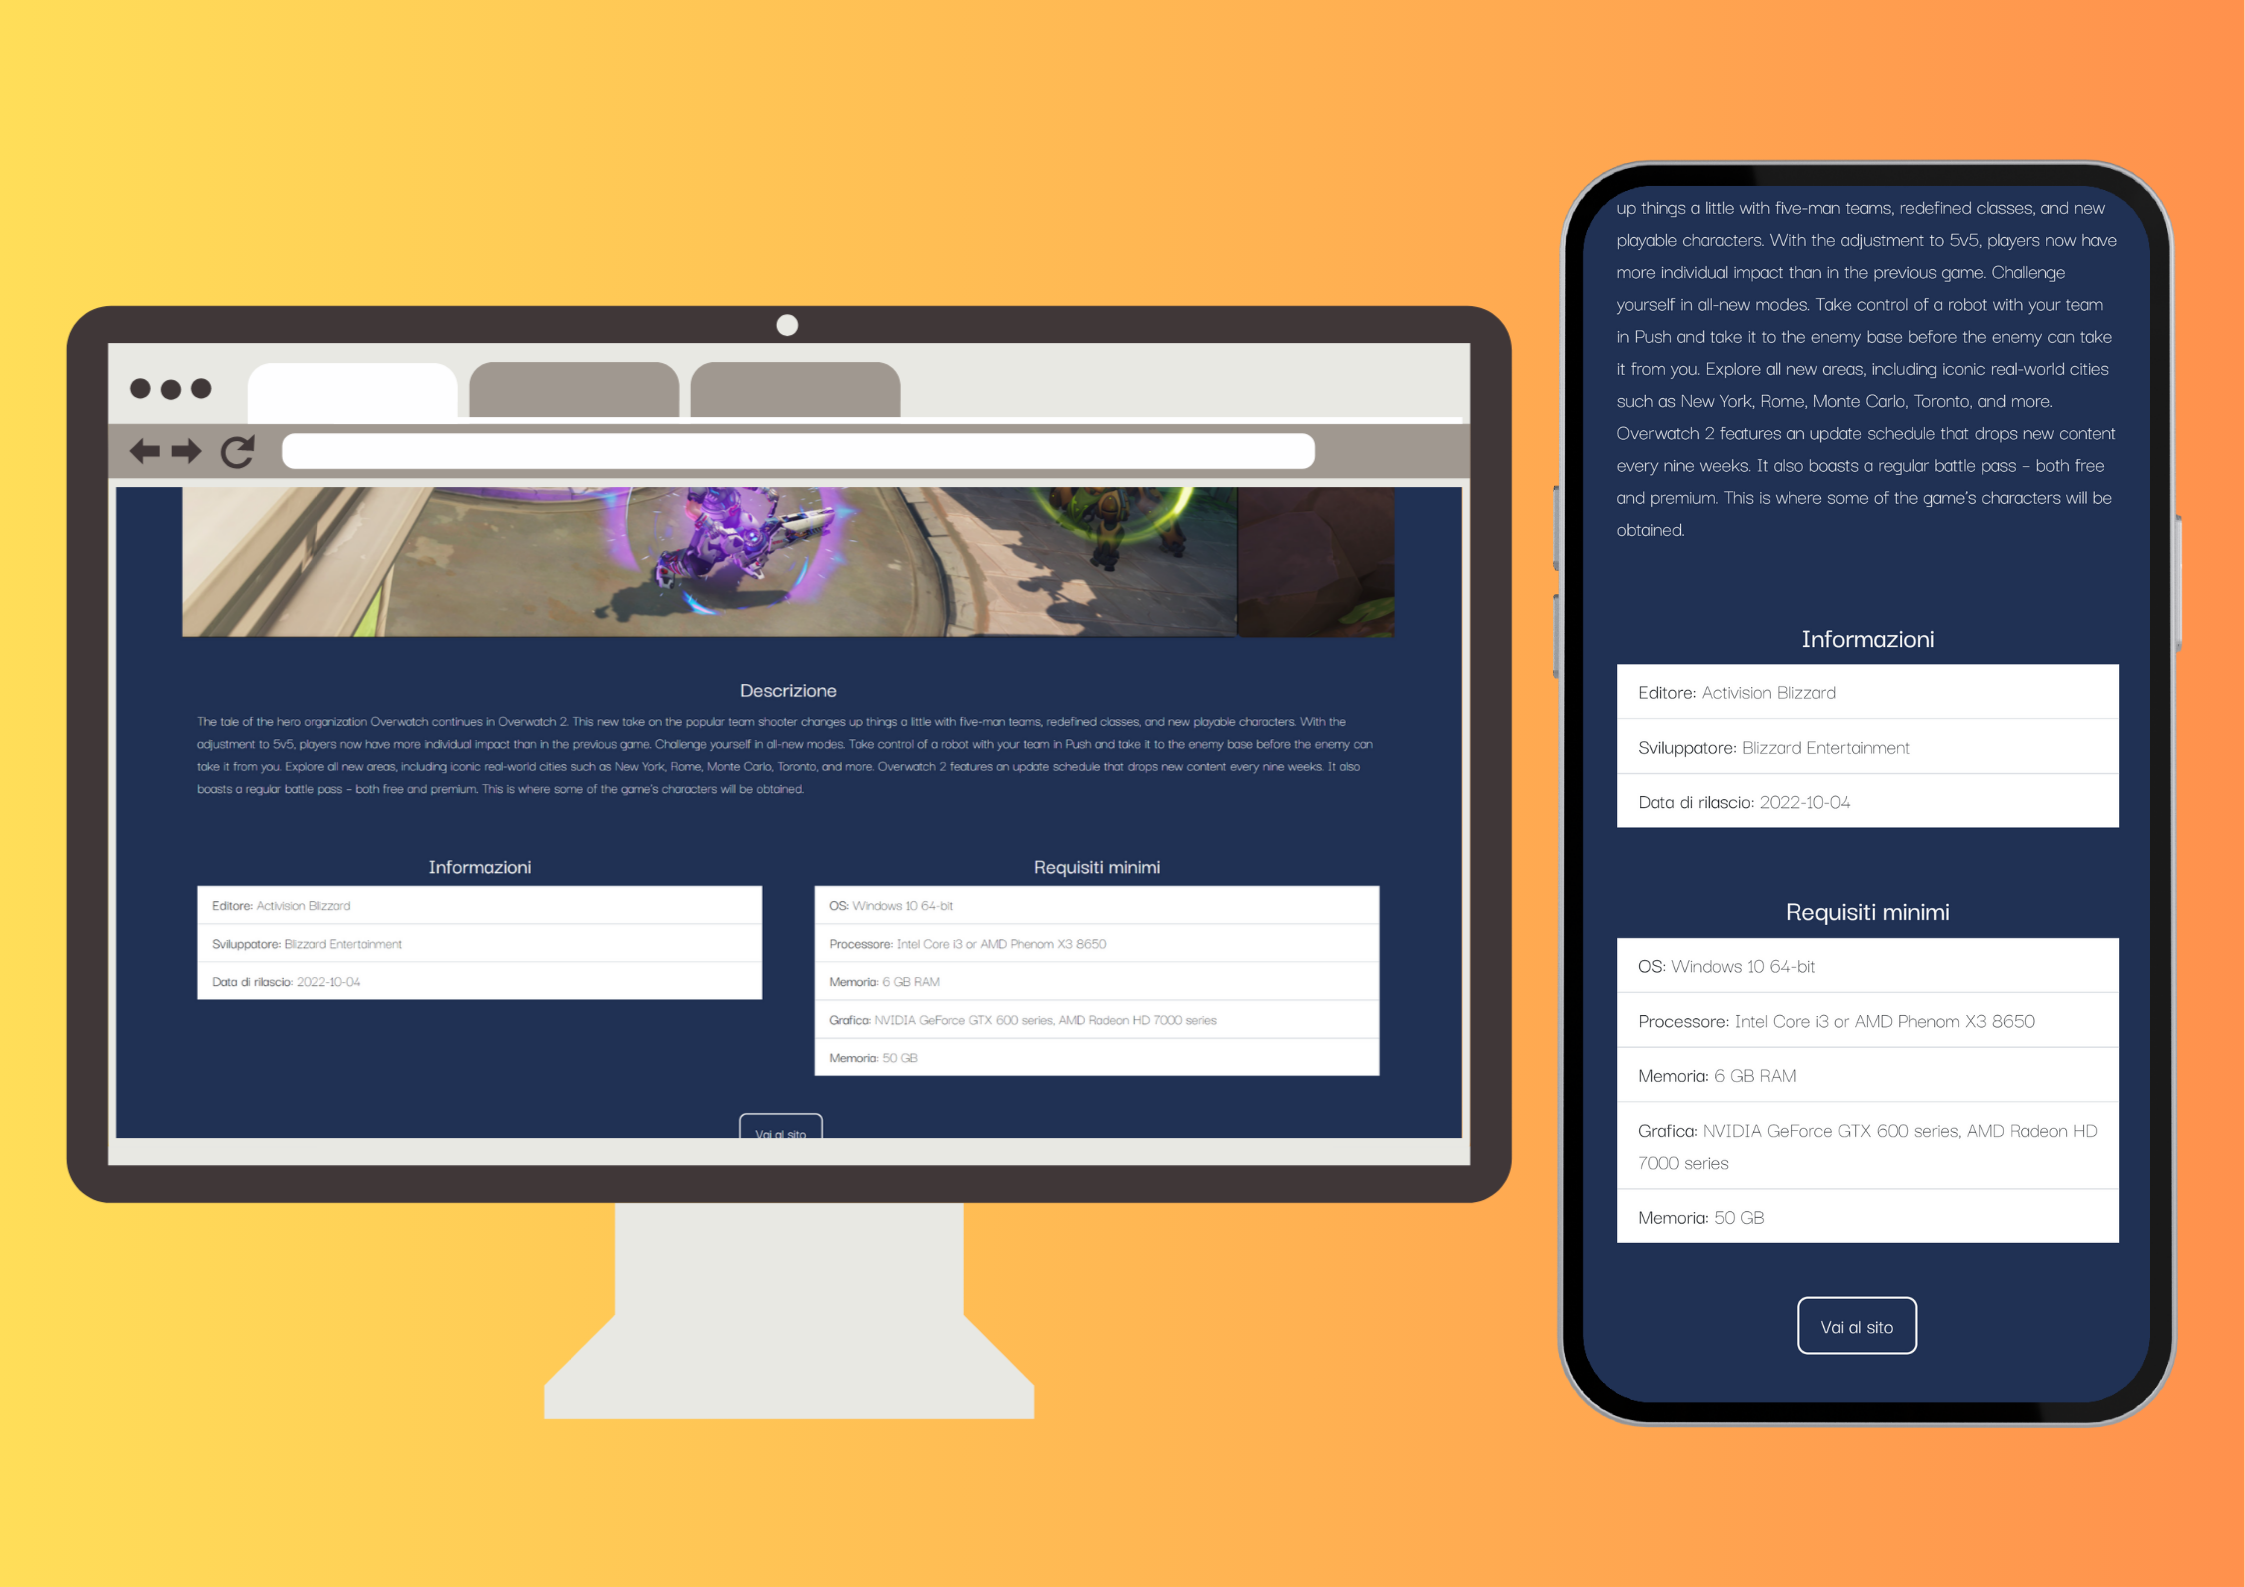 Descrizione
The tale of the hero organization Overwatch continues in Overwatch 2. This new take on the popular team shooter changes up things a little with five-man teams, redefined classes, and new playable characters. With the
adjustment to 5v5, players now have more individual impact than in the previous game. Challenge yourself in all-new modes. Take control of a robot with your team in Push and take it to the enemy base before the enemy can
take it from you. Explore all new areas, including iconic real-world cities such as New York, Rome, Monte Carlo, Toronto, and more. Overwatch 2 features an update schedule that drops new content every nine weeks. It also
boasts a regular battle pass – both free and premium. This is where some of the game's characters will be obtained.
Informazioni
Editore: Activision Blizzard
Sviluppatore: Blizzard Entertainment
Data di rilascio: 2022-10-04
Requisiti minimi
OS: Windows 10 64-bit
Processore: Intel Core i3 or AMD Phenom X3 8650
Memoria: 6 GB RAM
Grafica: NVIDIA GeForce GTX 600 series, AMD Radeon HD 7000 series
Memoria: 50 GB
Vai al sito
up things a little with five-man teams, redefined classes, and new
playable characters. With the adjustment to 5v5, players now have
more individual impact than in the previous game. Challenge
yourself in all-new modes. Take control of a robot with your team
in Push and take it to the enemy base before the enemy can take
it from you. Explore all new areas, including iconic real-world cities
such as New York, Rome, Monte Carlo, Toronto, and more.
Overwatch 2 features an update schedule that drops new content
every nine weeks. It also boasts a regular battle pass – both free
and premium. This is where some of the game's characters will be
obtained.
Informazioni
Editore: Activision Blizzard
Sviluppatore: Blizzard Entertainment
Data di rilascio: 2022-10-04
Requisiti minimi
OS: Windows 10 64-bit
Processore: Intel Core i3 or AMD Phenom X3 8650
Memoria: 6 GB RAM
Grafica: NVIDIA GeForce GTX 600 series, AMD Radeon HD
7000 series
Memoria: 50 GB
Vai al sito